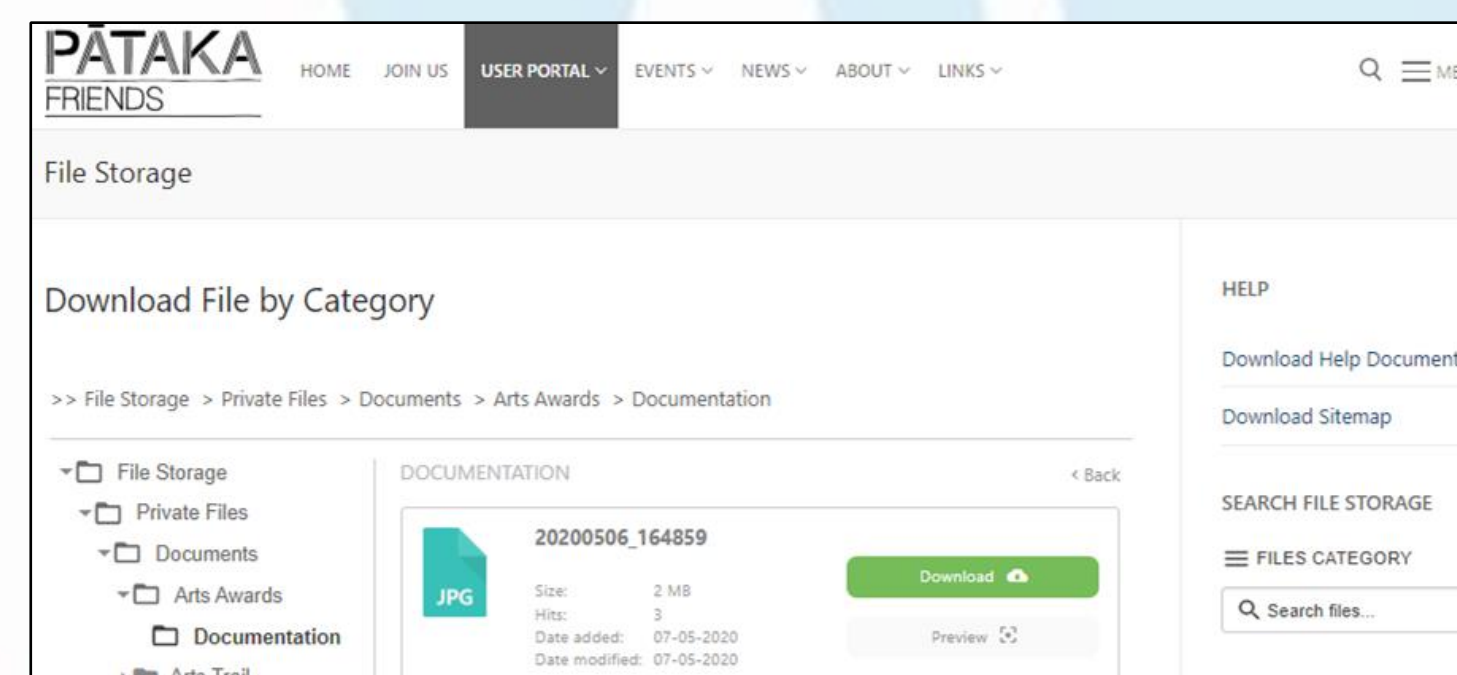 PĀTAKA
FRIENDS
HOME JOIN US USER PORTAL EVENTS NEWS ABOUT LINKS
File Storage
Download File by Category
>> File Storage > Private Files > Documents > Arts Awards > Documentation
File Storage
Private Files
Documents
Arts Awards
Documentation
Arts Trail
DOCUMENTATION < Back
JPG
20200506_164859
Size: 2 MB
Hits: 3
Date added: 07-05-2020
Date modified: 07-05-2020
Download
Preview
HELP
Download Help Document
Download Sitemap
SEARCH FILE STORAGE
FILES CATEGORY
Search files...